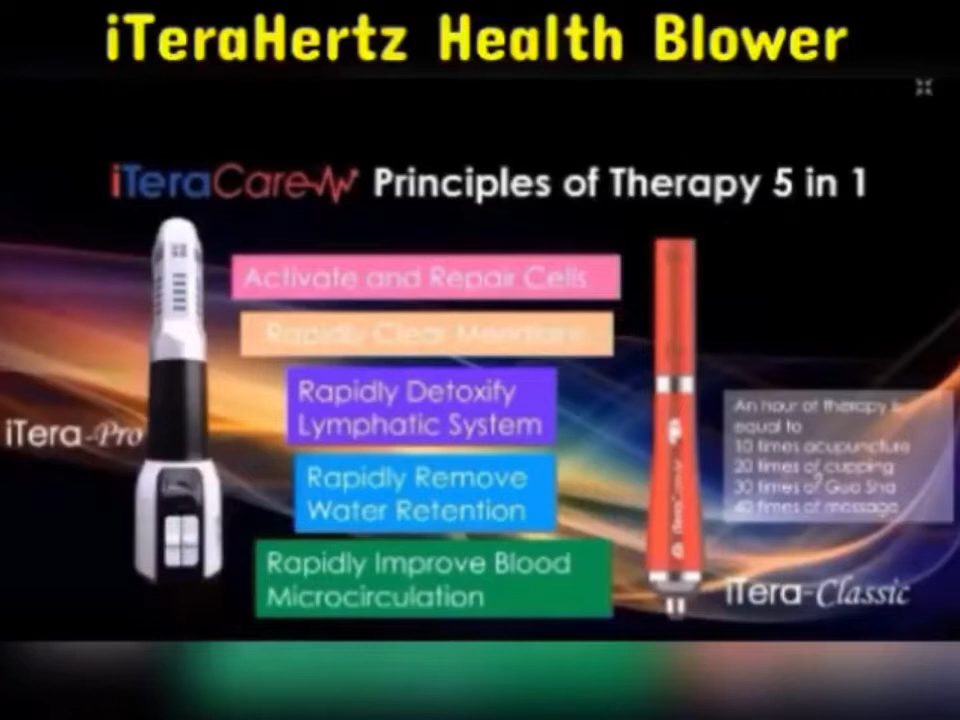 iTeraHertz Health Blower
iTeraCare Principles of Therapy 5 in 1
Activate and Repair Cells
Rapidly Clear Meridians
Rapidly Detoxify
Lymphatic System
iTera-Pro
Rapidly Remove
Water Retention
Rapidly Improve Blood
Microcirculation
An hour of therapy is
equal to
10 times acupuncture
20 times of cupping
30 times of Gua Sha
40 times of massage
iTeraCare
iTera-Classic